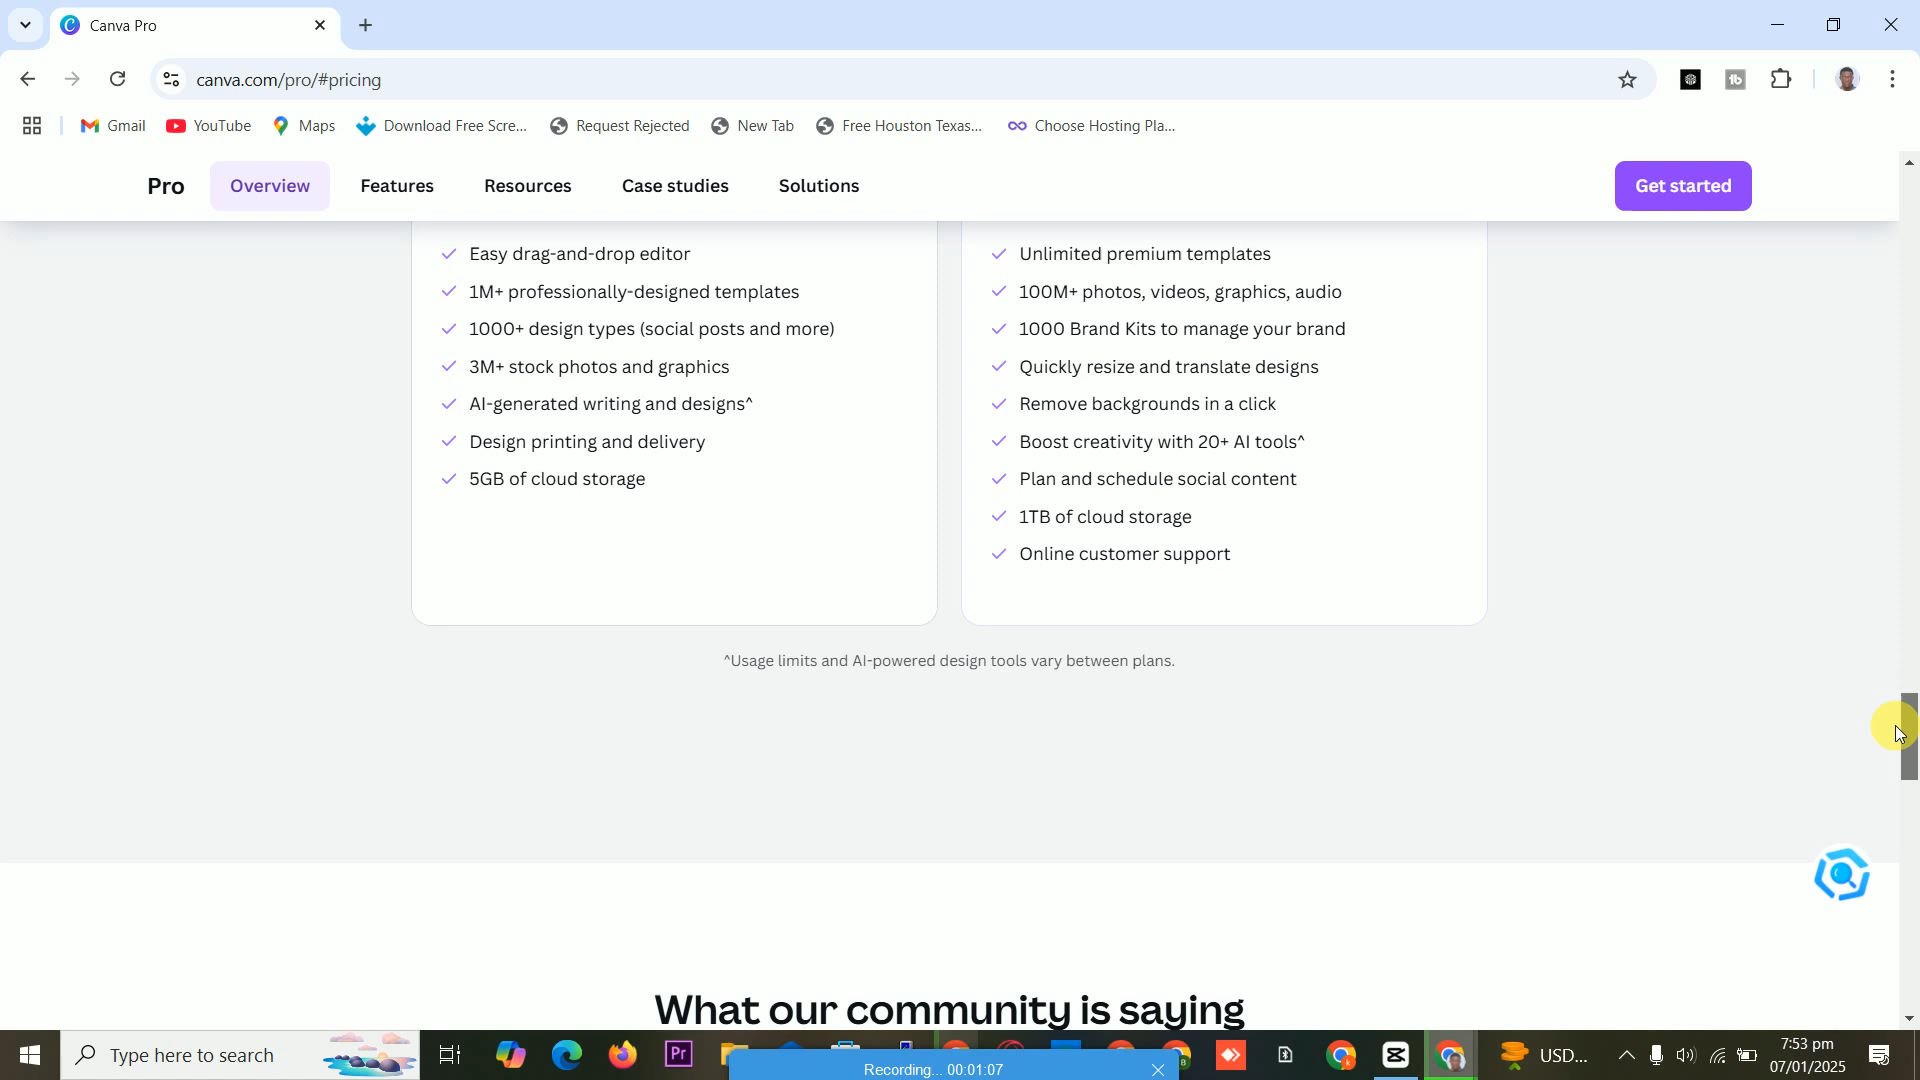 Canva Pro
canva.com/pro/#pricing
Gmail YouTube Maps Download Free Scre... Request Rejected New Tab Free Houston Texas... Choose Hosting Pla...
Pro Overview Features Resources Case studies Solutions Get started
Easy drag-and-drop editor
1M+ professionally-designed templates
1000+ design types (social posts and more)
3M+ stock photos and graphics
AI-generated writing and designs^
Design printing and delivery
5GB of cloud storage
Unlimited premium templates
100M+ photos, videos, graphics, audio
1000 Brand Kits to manage your brand
Quickly resize and translate designs
Remove backgrounds in a click
Boost creativity with 20+ AI tools^
Plan and schedule social content
1TB of cloud storage
Online customer support
^Usage limits and AI-powered design tools vary between plans.
What our community is saying
Type here to search
Pr
Recording... 00:01:07
USD...
7:53 pm
07/01/2025